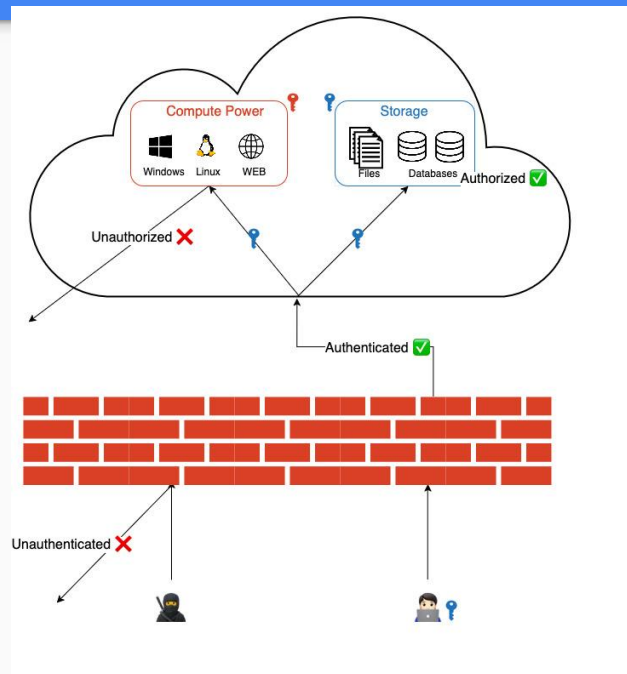 Compute Power
Storage
Windows Linux WEB
Files Databases
Authorized
Unauthorized
Authenticated
Unauthenticated